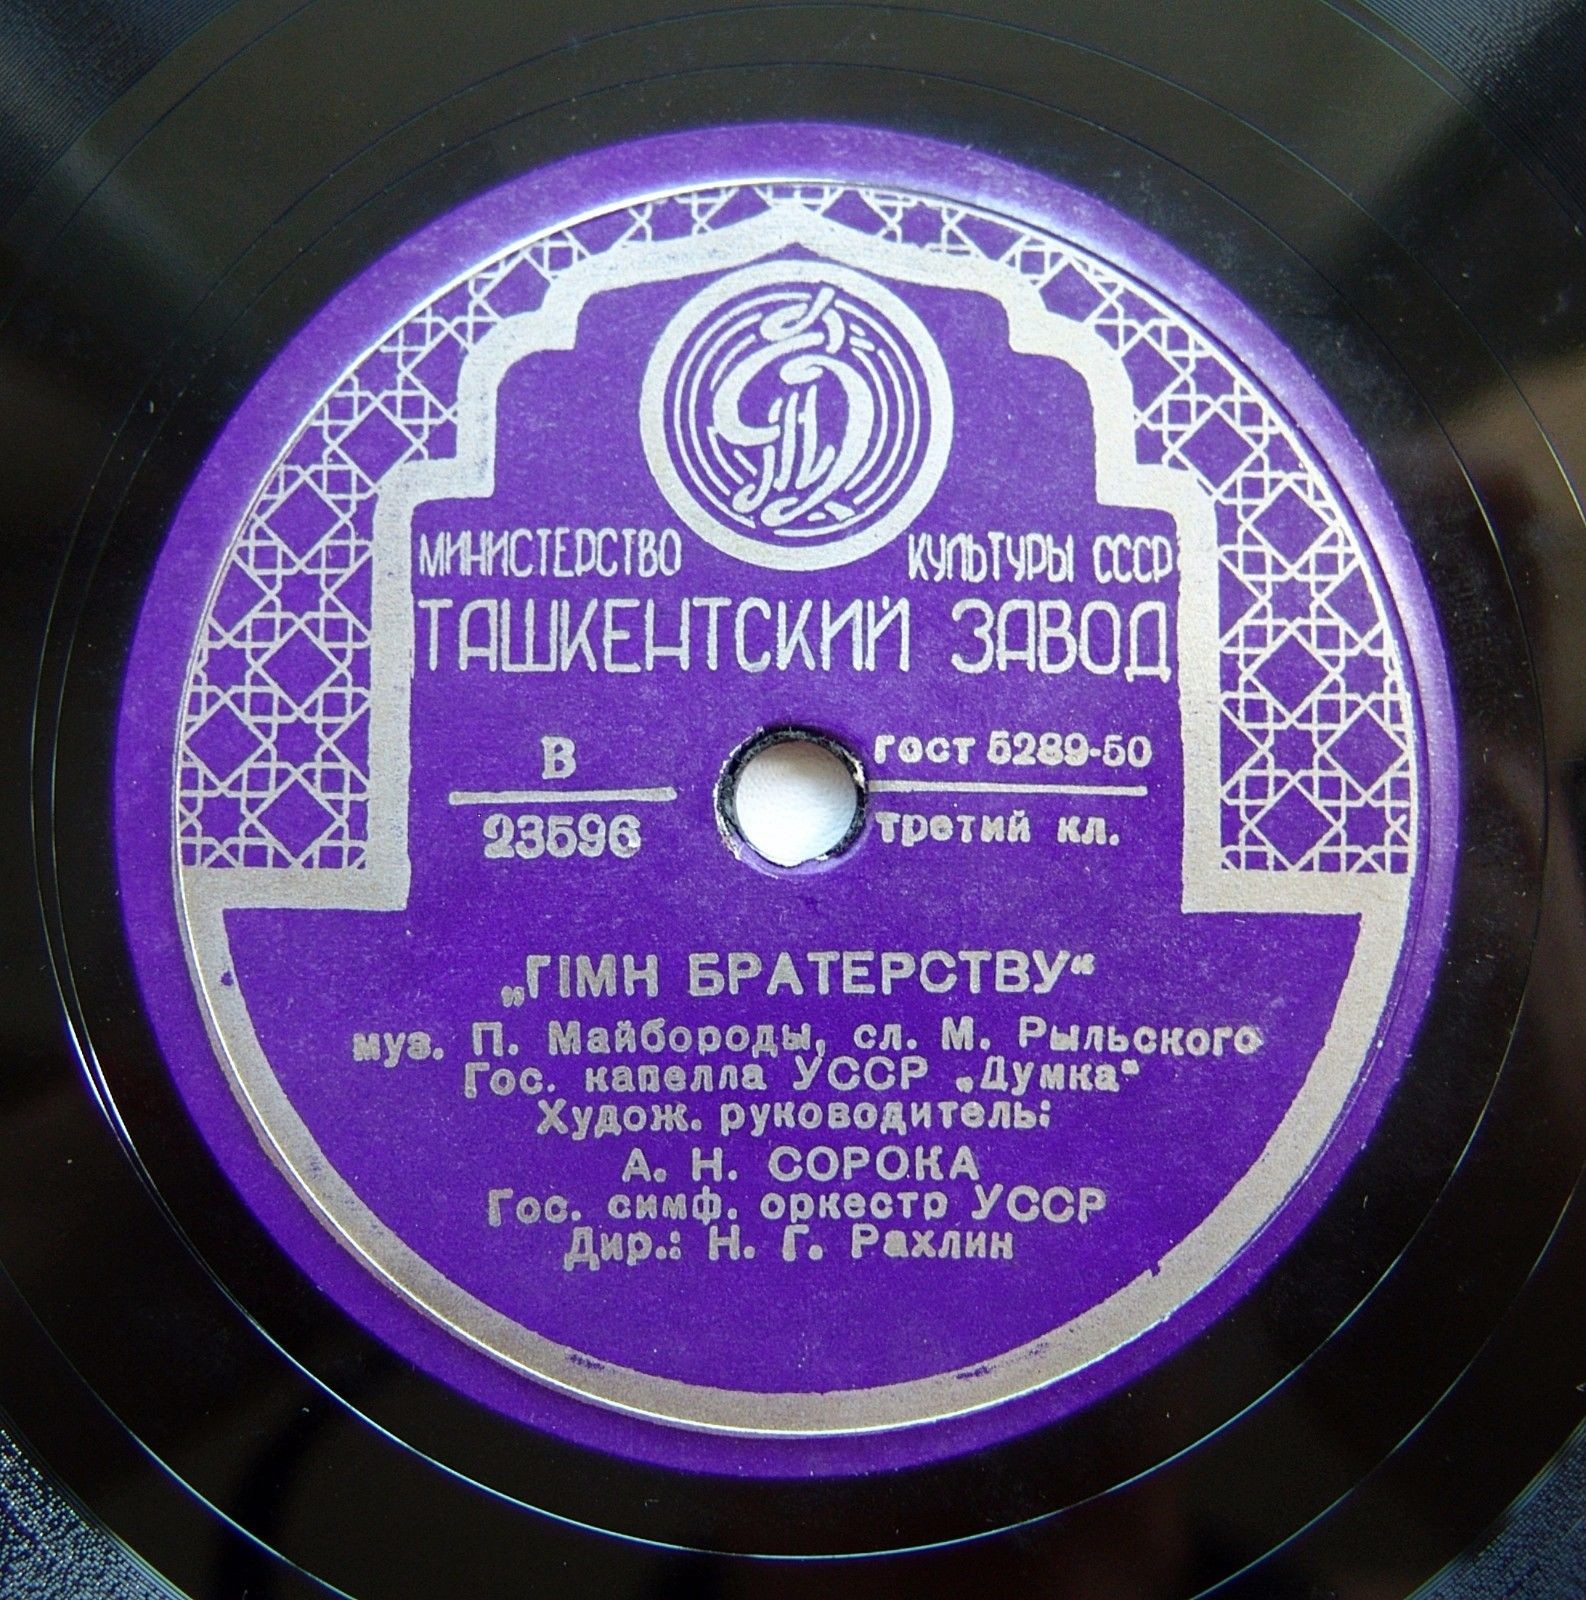 МИНИСТЕРСТВО КУЛЬТУРЫ СССР
ТАШКЕНТСКИЙ ЗАВОД
В
23596
ГОСТ 5289-50
третий кл.
„ГІМН БРАТЕРСТВУ“
муз. П. Майбороды, сл. М. Рыльского
Гос. капелла УССР „Думка“
Худож. руководитель:
А. Н. СОРОКА
Гос. симф. оркестр УССР
Дир.: Н. Г. Рахлин